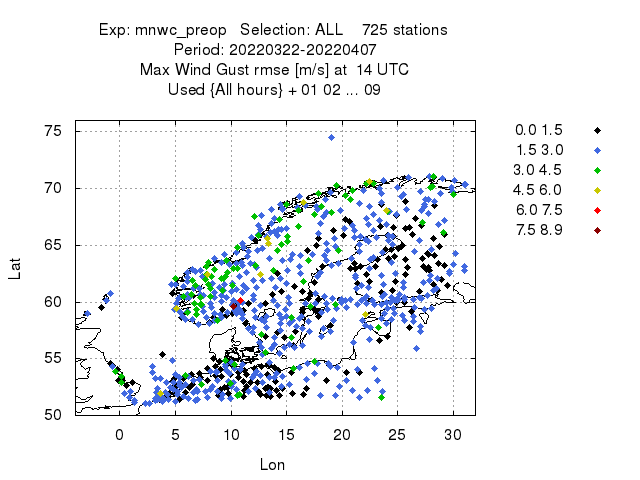 Exp: mnwc_preop   Selection: ALL    725 stations
Period: 20220322-20220407
Max Wind Gust rmse [m/s] at  14 UTC
Used {All hours} + 01 02 ... 09
75
70
65
60
55
50
0 5 10 15 20 25 30
Lat
Lon
0.0 1.5
1.5 3.0
3.0 4.5
4.5 6.0
6.0 7.5
7.5 8.9